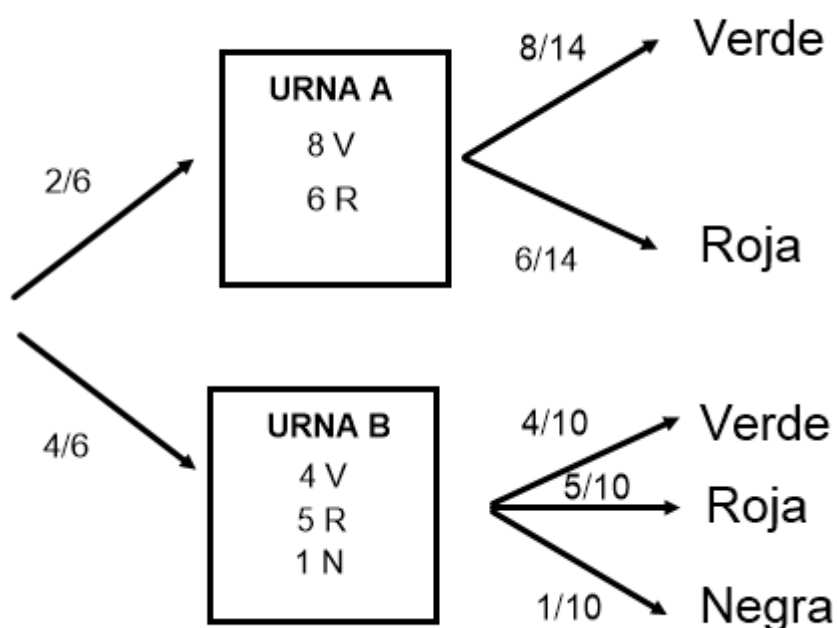 2/6
URNA A
8 V
6 R
8/14
Verde
6/14
Roja
4/6
URNA B
4 V
5 R
1 N
4/10
Verde
5/10
Roja
1/10
Negra